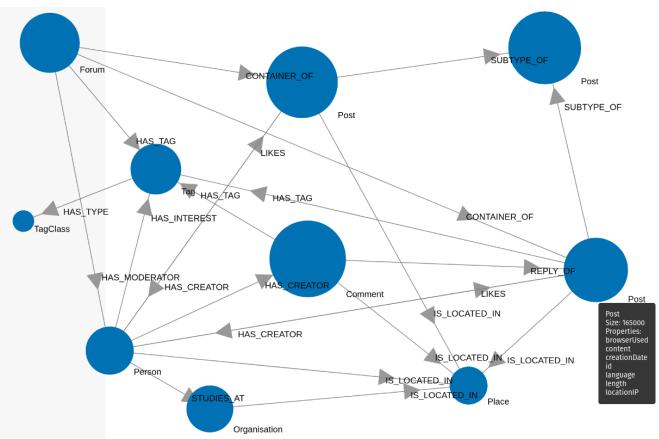 Forum
CONTAINER_OF
SUBTYPE_OF
Post
SUBTYPE_OF
Post
HAS_TAG
LIKES
Tag
HAS_TAG
HAS_TAG
HAS_TYPE
HAS_INTEREST
CONTAINER_OF
TagClass
REPLY_OF
HAS_MODERATOR
HAS_CREATOR
HAS_CREATOR
Comment
LIKES
Post
IS_LOCATED_IN
HAS_CREATOR
IS_LOCATED_IN
IS_LOCATED_IN
Person
IS_LOCATED_IN
IS_LOCATED_IN
STUDIES_AT
Place
Organisation
Post
Size: 165000
Properties:
browserUsed
content
creationDate
id
language
length
locationIP